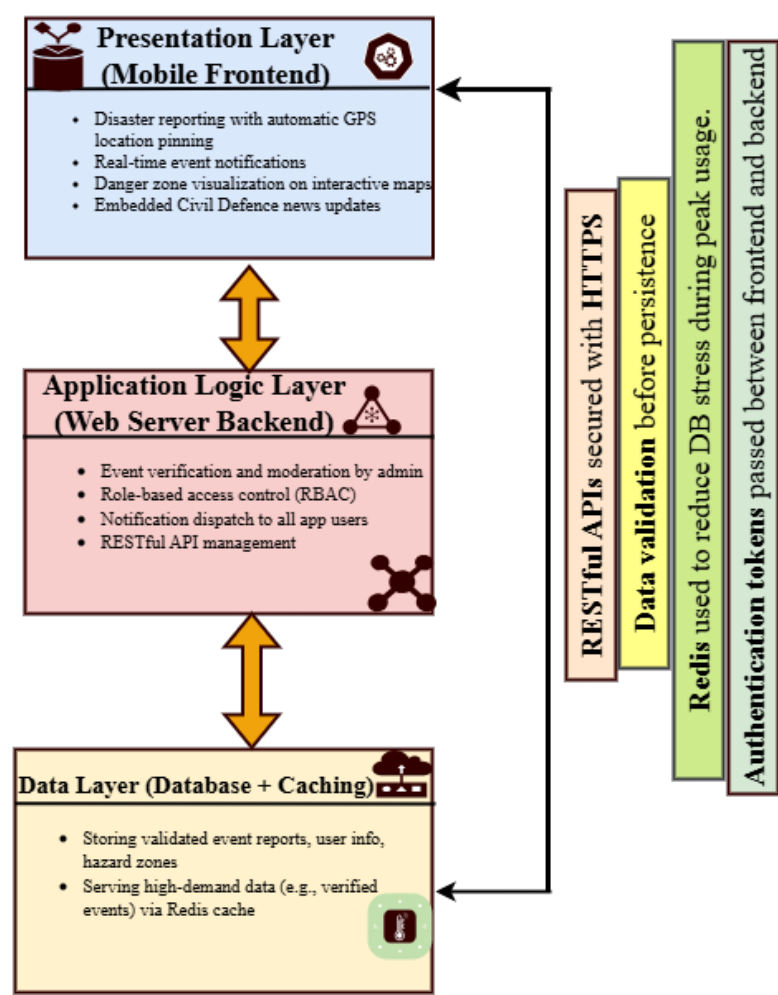 Presentation Layer
(Mobile Frontend)
• Disaster reporting with automatic GPS
location pinning
• Real-time event notifications
• Danger zone visualization on interactive maps
• Embedded Civil Defence news updates
Application Logic Layer
(Web Server Backend)
• Event verification and moderation by admin
• Role-based access control (RBAC)
• Notification dispatch to all app users
• RESTful API management
Data Layer (Database + Caching)
• Storing validated event reports, user info,
hazard zones
• Serving high-demand data (e.g., verified
events) via Redis cache
RESTful APIs secured with HTTPS
Data validation before persistence
Redis used to reduce DB stress during peak usage.
Authentication tokens passed between frontend and backend